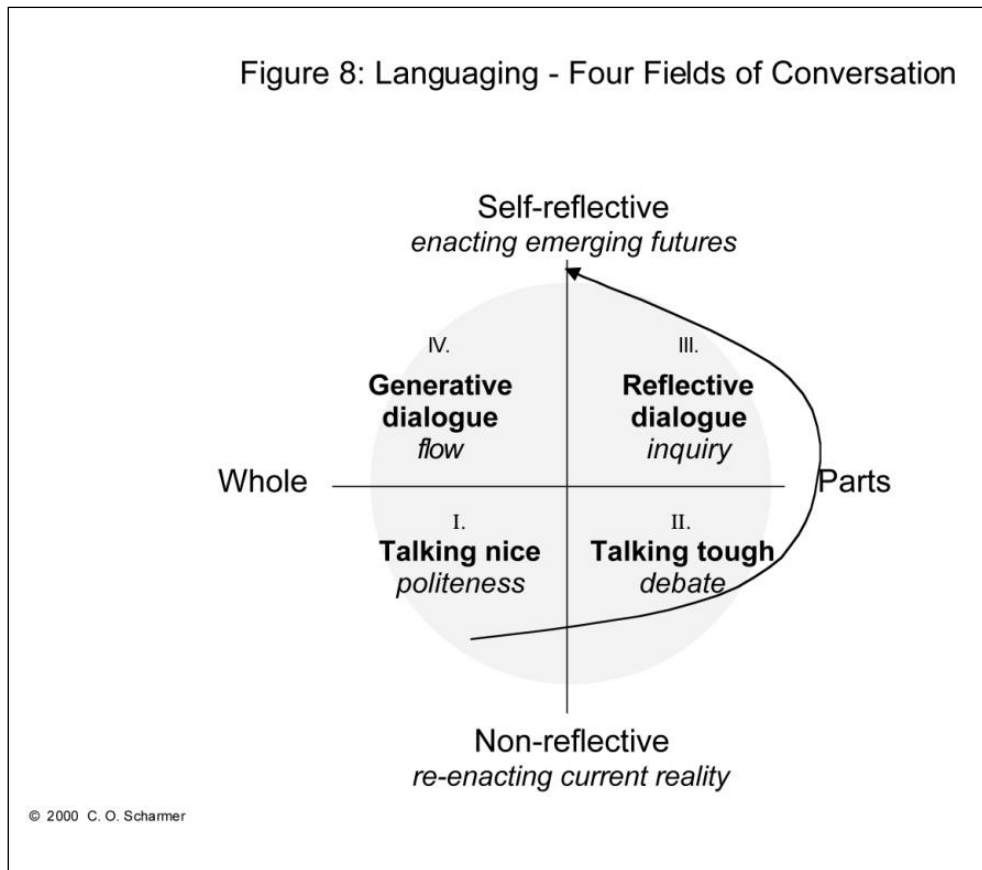 Figure 8: Languaging - Four Fields of Conversation
Self-reflective
enacting emerging futures
IV.
Generative
dialogue
flow
III.
Reflective
dialogue
inquiry
Whole
Parts
I.
Talking nice
politeness
II.
Talking tough
debate
Non-reflective
re-enacting current reality
© 2000 C. O. Scharmer